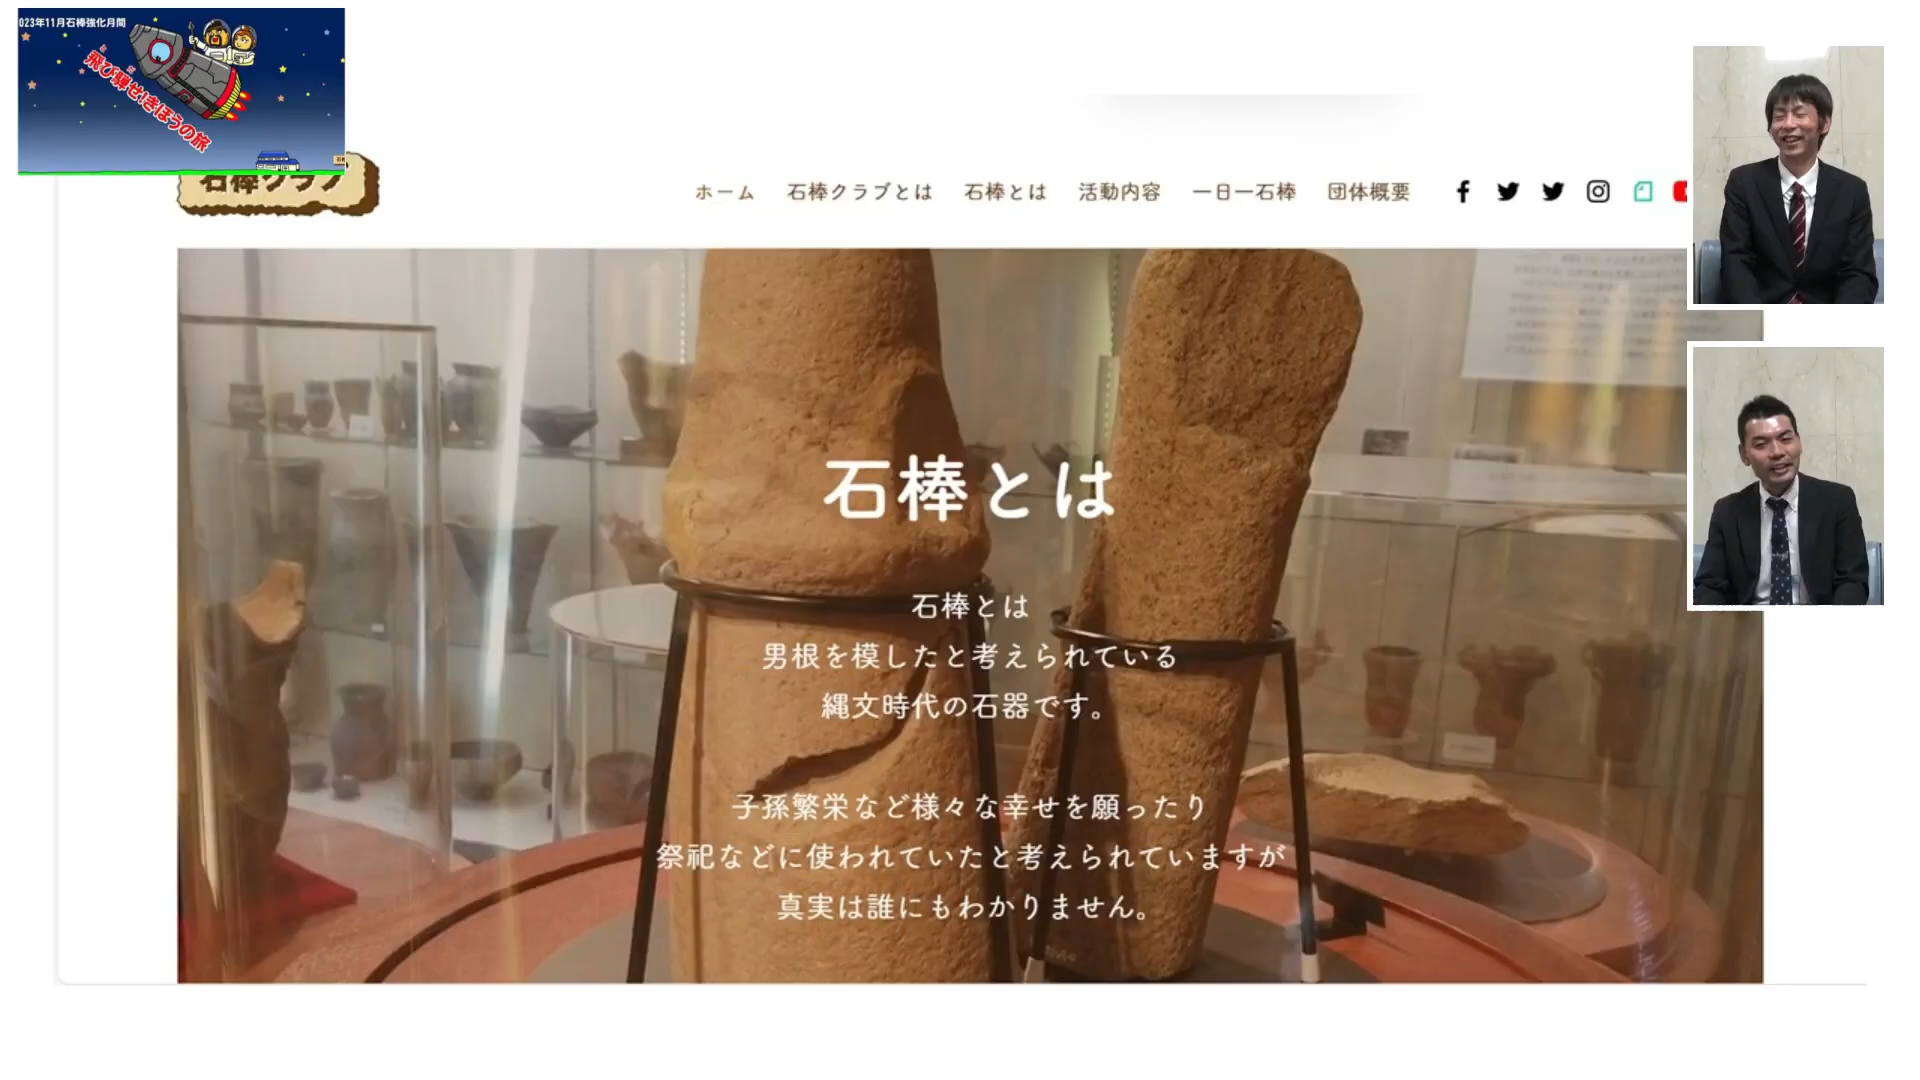 023年11月石棒強化月間
飛び騨せ!きぼうの旅
石棒クラブ
ホーム 石棒クラブとは 石棒とは 活動内容 一日一石棒 団体概要
石棒とは
石棒とは
男根を模したと考えられている
縄文時代の石器です。
子孫繁栄など様々な幸せを願ったり
祭祀などに使われていたと考えられていますが
真実は誰にもわかりません。